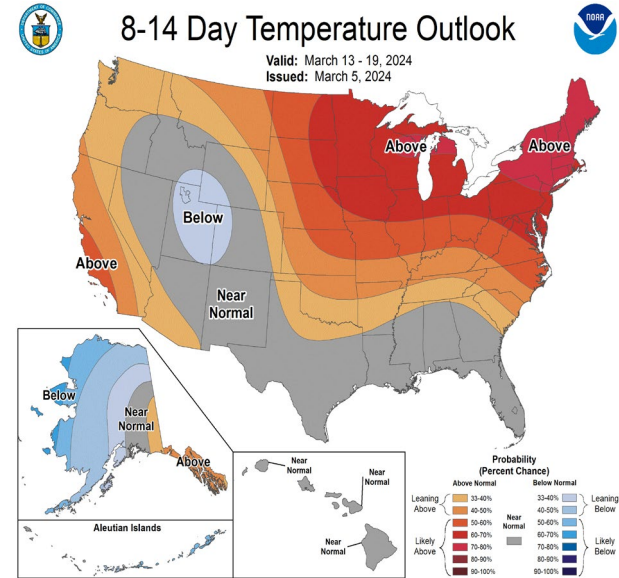 8-14 Day Temperature Outlook
Valid: March 13 - 19, 2024
Issued: March 5, 2024
NOAA
Above
Above
Below
Above
Near
Normal
Below
Near
Normal
Above
Aleutian Islands
Near
Normal
Near
Normal
Near
Normal
Probability
(Percent Chance)
Above Normal
Below Normal
Leaning
Above
33-40%
40-50%
Likely
Above
50-60%
60-70%
70-80%
80-90%
90-100%
Near
Normal
33-40%
40-50%
Leaning
Below
50-60%
60-70%
70-80%
80-90%
90-100%
Likely
Below